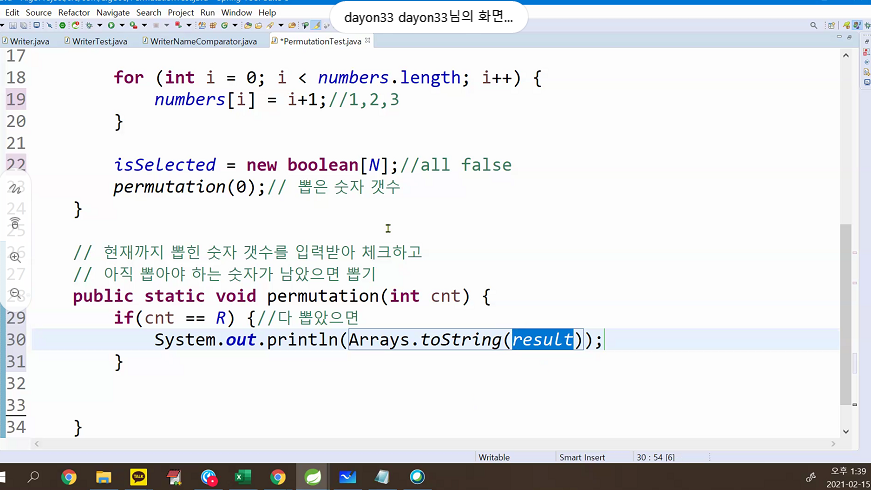 dayon33 dayon33님의 화면...
Edit Source Refactor Navigate Search Project Run Window Help
Writer.java WriterTest.java WriterNameComparator.java *PermutationTest.java
17
18 for (int i = 0; i < numbers.length; i++) {
19 numbers[i] = i+1;//1,2,3
20 }
21
22 isSelected = new boolean[N];//all false
23 permutation(0);// 뽑은 숫자 갯수
24 }
25
26 // 현재까지 뽑힌 숫자 갯수를 입력받아 체크하고
27 // 아직 뽑아야 하는 숫자가 남았으면 뽑기
28 public static void permutation(int cnt) {
29 if(cnt == R) {//다 뽑았으면
30 System.out.println(Arrays.toString(result));
31 }
32
33
34 }
Writable Smart Insert 30 : 54 [6]
TALK
오후 1:39
2021-02-15